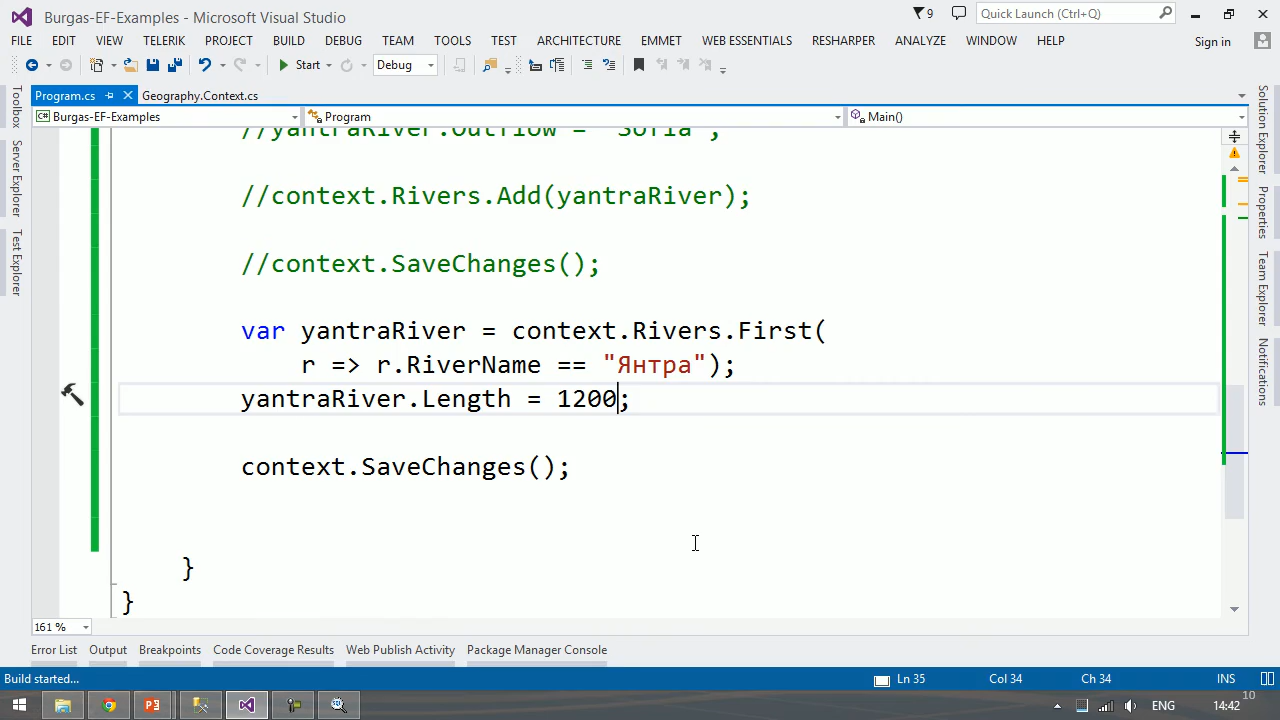 Burgas-EF-Examples - Microsoft Visual Studio
9
Quick Launch (Ctrl+Q)
FILE EDIT VIEW TELERIK PROJECT BUILD DEBUG TEAM TOOLS TEST ARCHITECTURE EMMET WEB ESSENTIALS RESHARPER ANALYZE WINDOW HELP
Sign in
Start
Debug
Program.cs
Geography.Context.cs
Burgas-EF-Examples
Program
Main()
Toolbox
Server Explorer
Test Explorer
//yantraRiver.Outflow = "Sofia";
//context.Rivers.Add(yantraRiver);
//context.SaveChanges();
var yantraRiver = context.Rivers.First(
r => r.RiverName == "Янтра");
yantraRiver.Length = 1200;
context.SaveChanges();
}
}
Solution Explorer
Properties
Team Explorer
Notifications
161 %
Error List Output Breakpoints Code Coverage Results Web Publish Activity Package Manager Console
Build started...
Ln 35 Col 34 Ch 34 INS
ENG
14:42
10